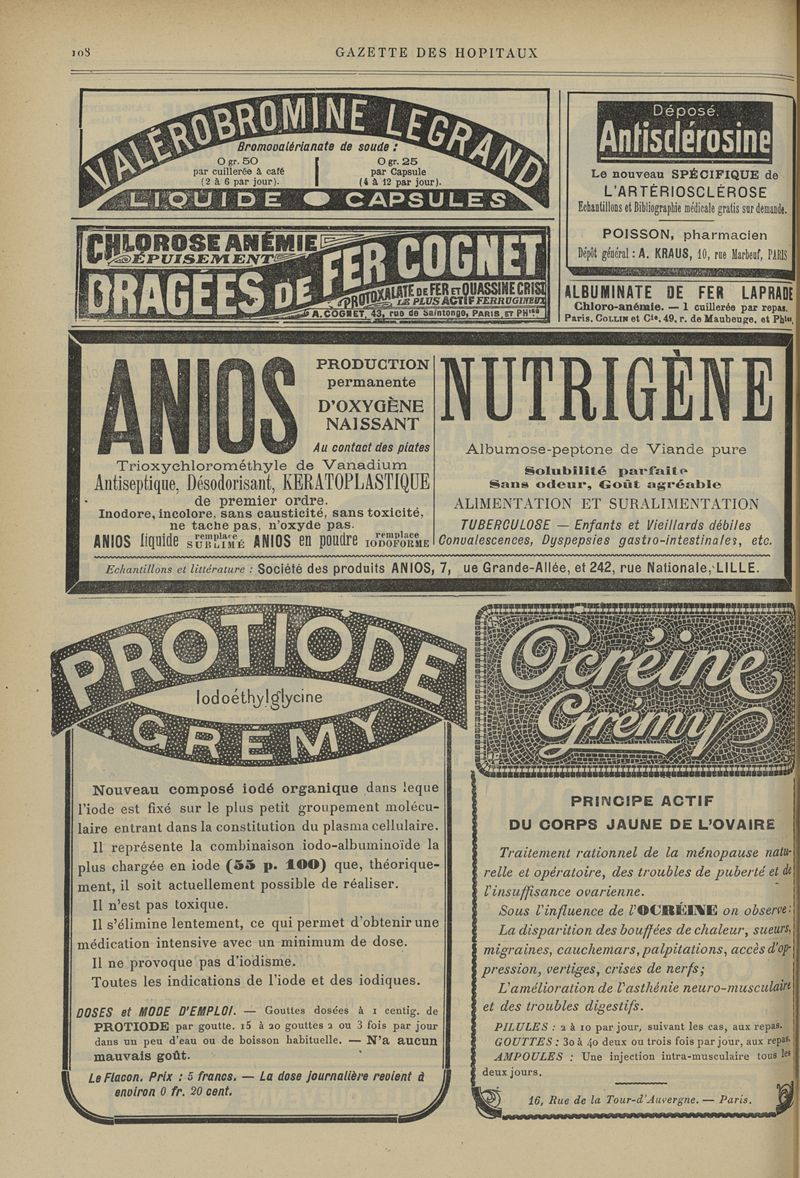 108
GAZETTE DES HOPITAUX
VALÉROBROMINE LEGRAND
Bromovalérianate de soude :
0 gr. 50
par cuillerée à café
(2 à 6 par jour).
0 gr. 25
par Capsule
(4 à 12 par jour).
LIQUIDE CAPSULES
Déposé.
Antisclérosine
Le nouveau SPÉCIFIQUE de
L'ARTÉRIOSCLÉROSE
Echantillons et Bibliographie médicale gratis sur demande.
POISSON, pharmacien
Dépôt général : A. KRAUS, 10, rue Marbeuf, PARIS
CHLOROSE ANÉMIE
ÉPUISEMENT
DRAGÉES DE FER COGNET
PROTOXALATE DE FER ET QUASSINE CRIST
LE PLUS ACTIF FERRUGINEUX
A. COGNET, 43, rue de Saintonge, PARIS ET PHies
ALBUMINATE DE FER LAPRADE
Chloro-anémie. — 1 cuillerée par repas.
Paris. COLLIN et Cie. 49, r. de Maubeuge, et Phies
ANIOS
PRODUCTION
permanente
D'OXYGÈNE
NAISSANT
Au contact des plaies
Trioxychlorométhyle de Vanadium
Antiseptique, Désodorisant, KERATOPLASTIQUE
de premier ordre.
Inodore, incolore, sans causticité, sans toxicité,
ne tache pas, n'oxyde pas.
ANIOS liquide remplace SUBLIMÉ ANIOS en poudre remplace IODOFORME
NUTRIGÈNE
Albumose-peptone de Viande pure
Solubilité parfaite
Sans odeur, Goût agréable
ALIMENTATION ET SURALIMENTATION
TUBERCULOSE — Enfants et Vieillards débiles
Convalescences, Dyspepsies gastro-intestinales, etc.
Echantillons et littérature : Société des produits ANIOS, 7, ue Grande-Allée, et 242, rue Nationale, LILLE.
PROTIODE
Iodoéthylglycine
GRÉMY
Nouveau composé iodé organique dans leque
l'iode est fixé sur le plus petit groupement molécu-
laire entrant dans la constitution du plasma cellulaire.
Il représente la combinaison iodo-albuminoïde la
plus chargée en iode (55 p. 100) que, théorique-
ment, il soit actuellement possible de réaliser.
Il n'est pas toxique.
Il s'élimine lentement, ce qui permet d'obtenir une
médication intensive avec un minimum de dose.
Il ne provoque pas d'iodisme.
Toutes les indications de l'iode et des iodiques.
DOSES et MODE D'EMPLOI. — Gouttes dosées à 1 centig. de
PROTIODE par goutte. 15 à 20 gouttes 2 ou 3 fois par jour
dans un peu d'eau ou de boisson habituelle. — N'a aucun
mauvais goût.
Le Flacon. Prix : 5 francs. — La dose journalière revient à
environ 0 fr. 20 cent.
Ocréine
Grémy
PRINCIPE ACTIF
DU CORPS JAUNE DE L'OVAIRE
Traitement rationnel de la ménopause natu-
relle et opératoire, des troubles de puberté et de
l'insuffisance ovarienne.
Sous l'influence de l'OCRÉINE on observe :
La disparition des bouffées de chaleur, sueurs,
migraines, cauchemars, palpitations, accès d'op-
pression, vertiges, crises de nerfs;
L'amélioration de l'asthénie neuro-musculaire
et des troubles digestifs.
PILULES : 2 à 10 par jour, suivant les cas, aux repas.
GOUTTES : 30 à 40 deux ou trois fois par jour, aux repas.
AMPOULES : Une injection intra-musculaire tous les
deux jours.
16, Rue de la Tour-d'Auvergne. — Paris.